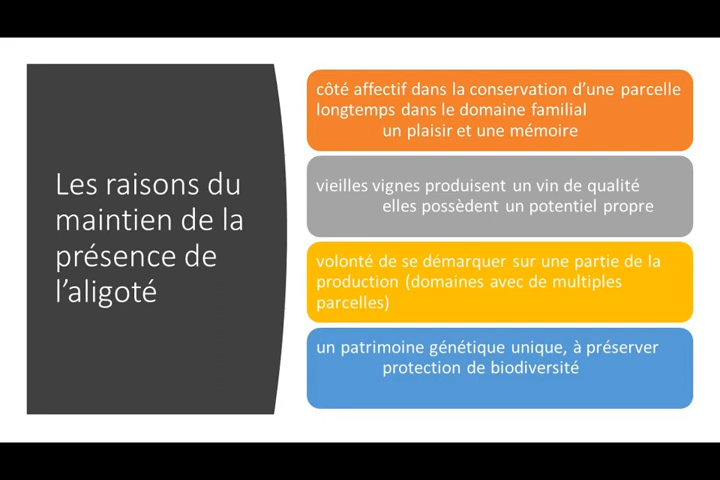 Les raisons du
maintien de la
présence de
l’aligoté
côté affectif dans la conservation d’une parcelle
longtemps dans le domaine familial
un plaisir et une mémoire
vieilles vignes produisent un vin de qualité
elles possèdent un potentiel propre
volonté de se démarquer sur une partie de la
production (domaines avec de multiples
parcelles)
un patrimoine génétique unique, à préserver
protection de biodiversité